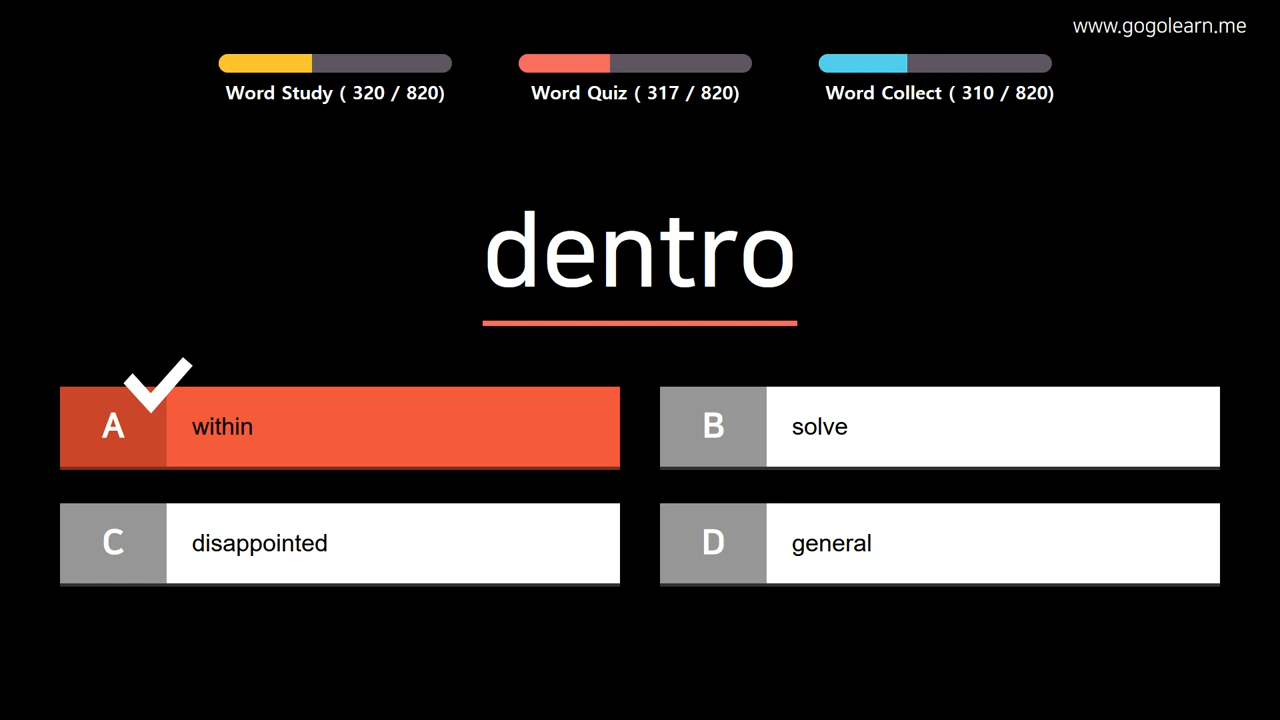 www.gogolearn.me
Word Study ( 320 / 820)
Word Quiz ( 317 / 820)
Word Collect ( 310 / 820)
dentro
A within
B solve
C disappointed
D general